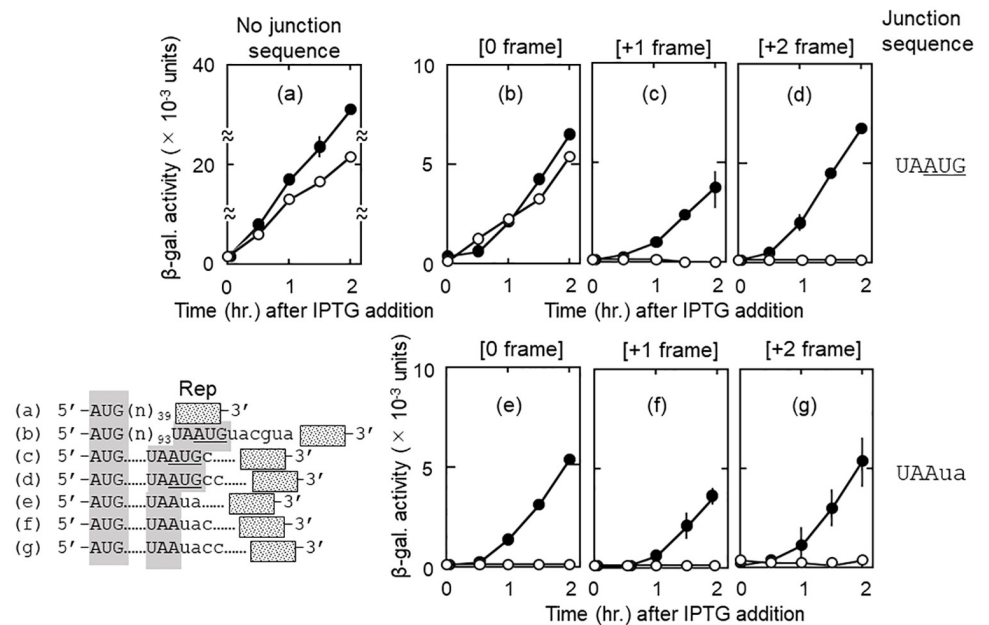 No junction sequence
[0 frame] [+1 frame] [+2 frame]
Junction sequence
β-gal. activity (× 10⁻³ units)
40
20
0
(a)
0 1 2
10
5
0
(b)
0 1 2
(c)
0 1 2
(d)
0 1 2
UAAUG
Time (hr.) after IPTG addition
Time (hr.) after IPTG addition
[0 frame] [+1 frame] [+2 frame]
β-gal. activity (× 10⁻³ units)
10
5
0
(e)
0 1 2
(f)
0 1 2
(g)
0 1 2
UAAua
Time (hr.) after IPTG addition
Rep
(a) 5′-AUG(n)₃₉ -3′
(b) 5′-AUG(n)₉₃UAAUGuacgua -3′
(c) 5′-AUG.....UAAUGc...... -3′
(d) 5′-AUG.....UAAUGcc...... -3′
(e) 5′-AUG.....UAAua...... -3′
(f) 5′-AUG.....UAAuac...... -3′
(g) 5′-AUG.....UAAuacc...... -3′